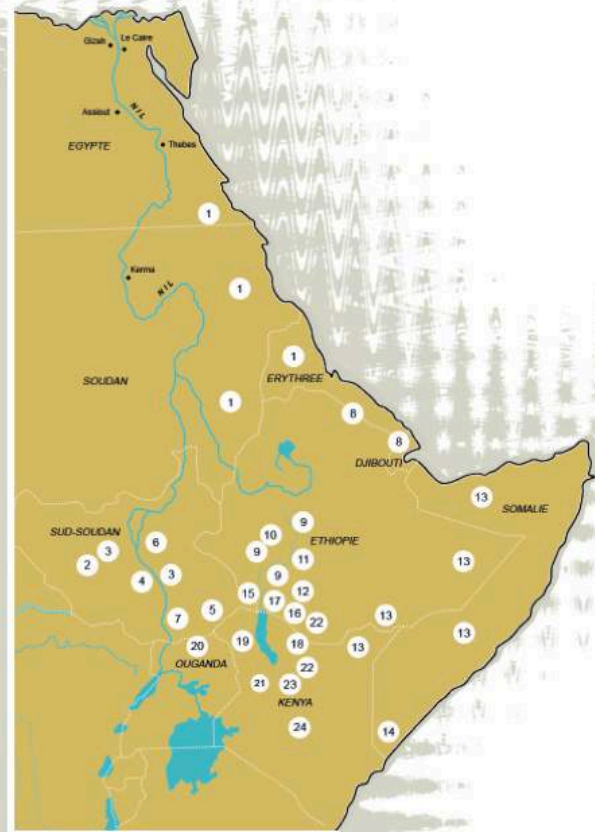 Gizeh
Le Caire
Assiout
NIL
EGYPTE
Thebes
1
Kerma
NIL
1
1
ERYTHREE
SOUDAN
1
8
8
DJIBOUTI
13
SOMALIE
SUD-SOUDAN
9
ETHIOPIE
10
6
3
9
11
13
2
4
3
9
15
17
12
5
16
13
7
22
13
20
19
18
13
OUGANDA
22
21
23
KENYA
24
14